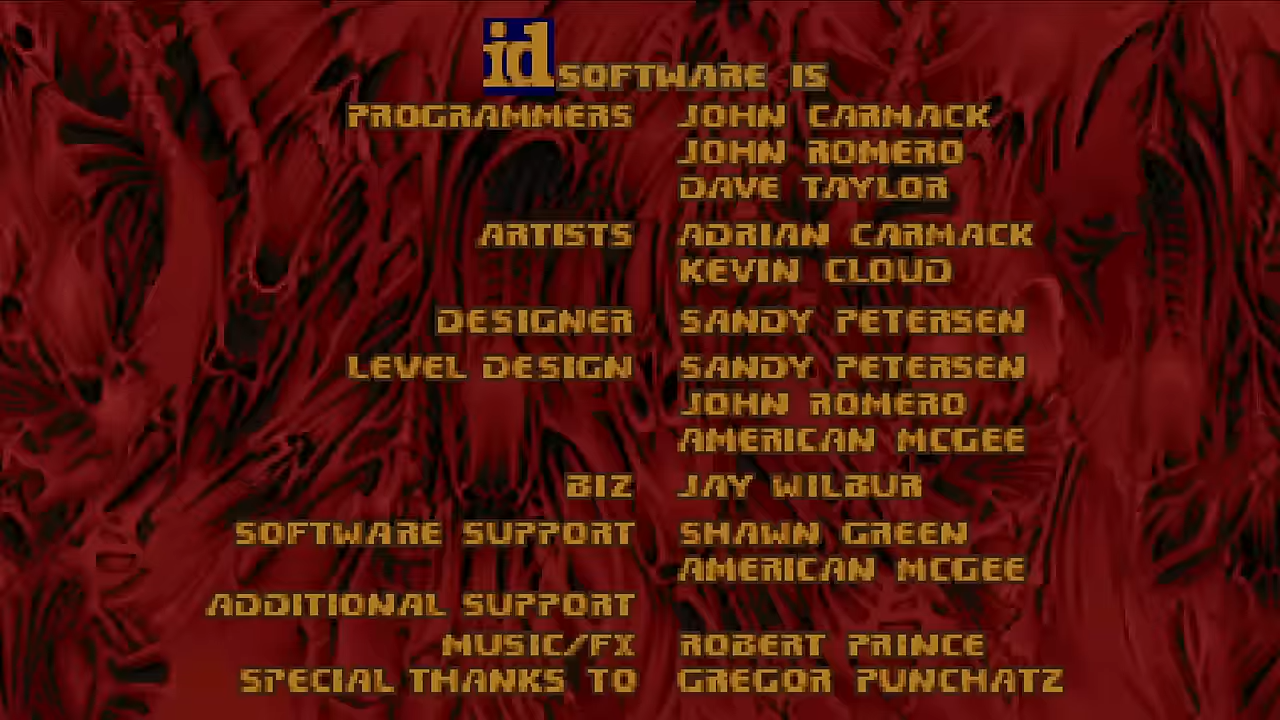 id SOFTWARE IS
PROGRAMMERS JOHN CARMACK
JOHN ROMERO
DAVE TAYLOR
ARTISTS ADRIAN CARMACK
KEVIN CLOUD
DESIGNER SANDY PETERSEN
LEVEL DESIGN SANDY PETERSEN
JOHN ROMERO
AMERICAN MCGEE
BIZ JAY WILBUR
SOFTWARE SUPPORT SHAWN GREEN
AMERICAN MCGEE
ADDITIONAL SUPPORT
MUSIC/FX ROBERT PRINCE
SPECIAL THANKS TO GREGOR PUNCHATZ